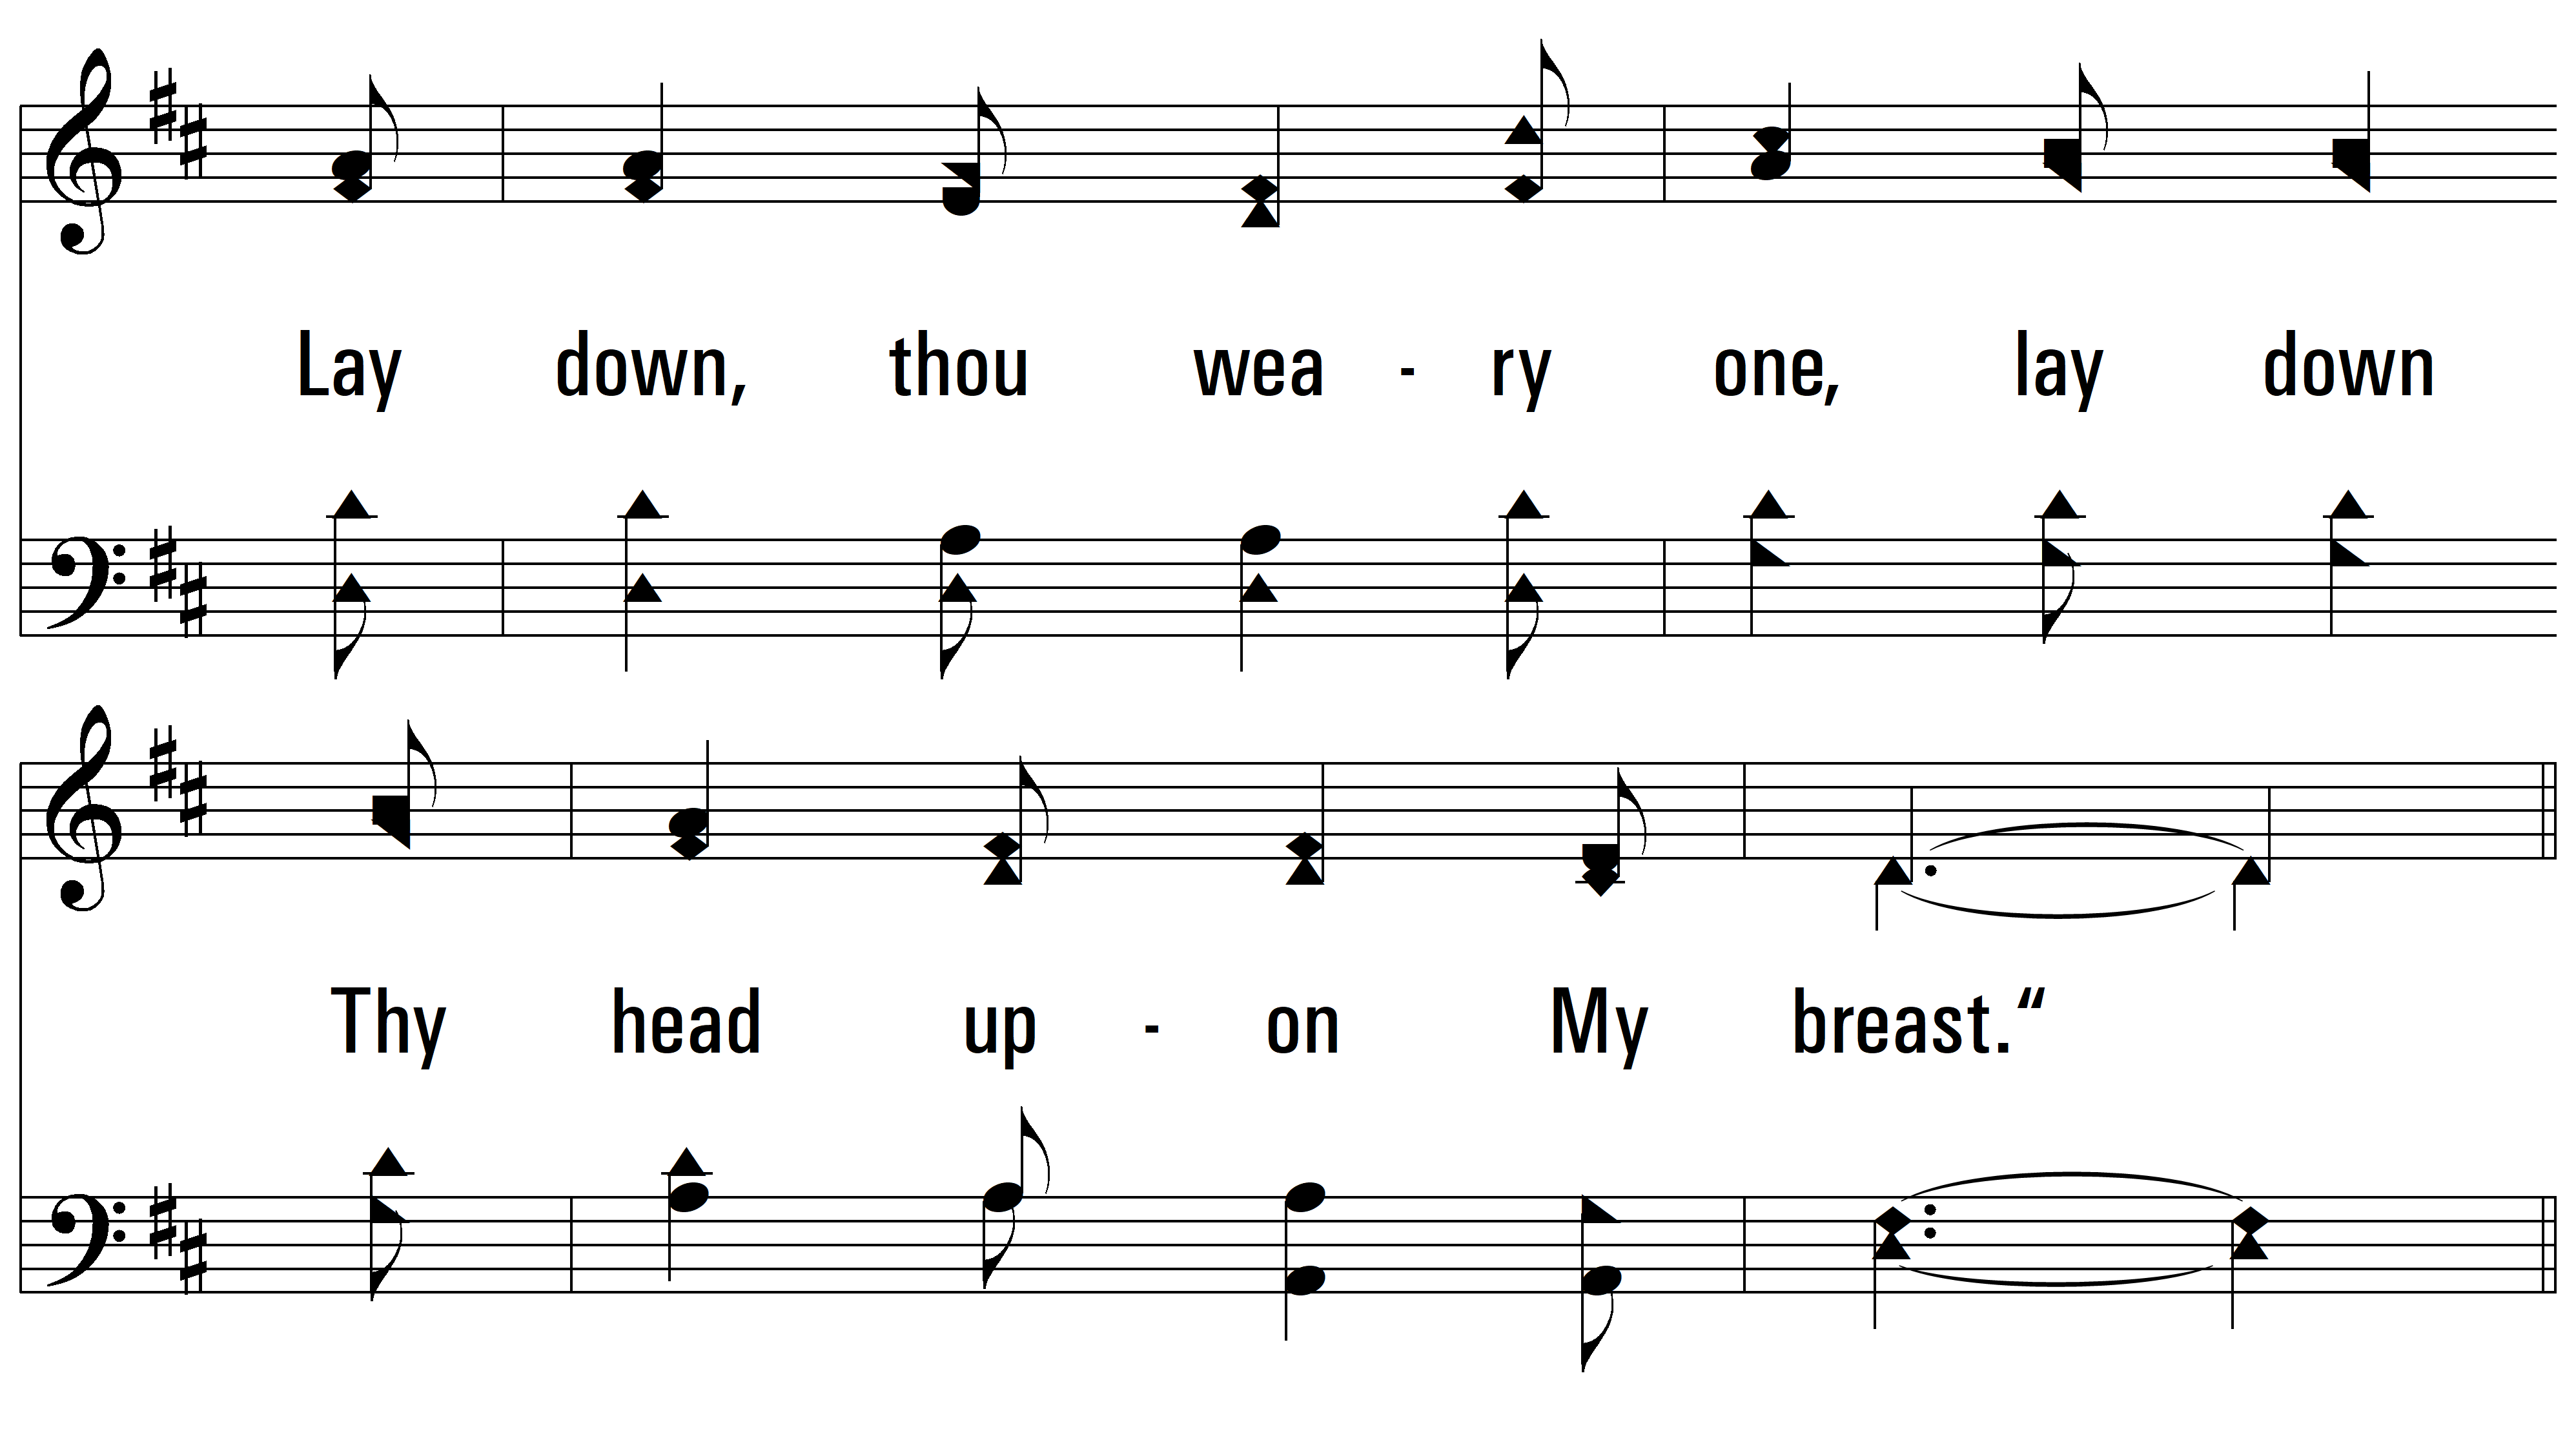 Lay down, thou wea - ry one, lay down
Thy head up - on My breast.“